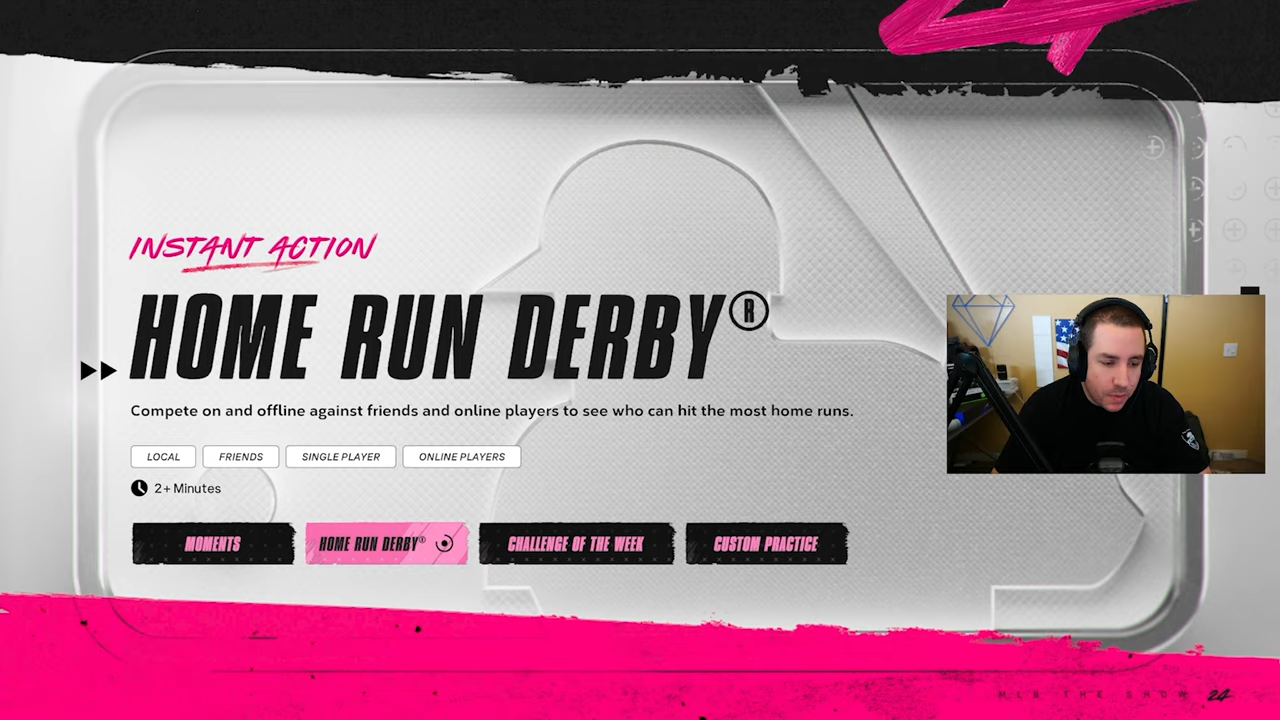 INSTANT ACTION
HOME RUN DERBY®
Compete on and offline against friends and online players to see who can hit the most home runs.
LOCAL
FRIENDS
SINGLE PLAYER
ONLINE PLAYERS
2+ Minutes
MOMENTS
HOME RUN DERBY®
CHALLENGE OF THE WEEK
CUSTOM PRACTICE
MLB THE SHOW 24